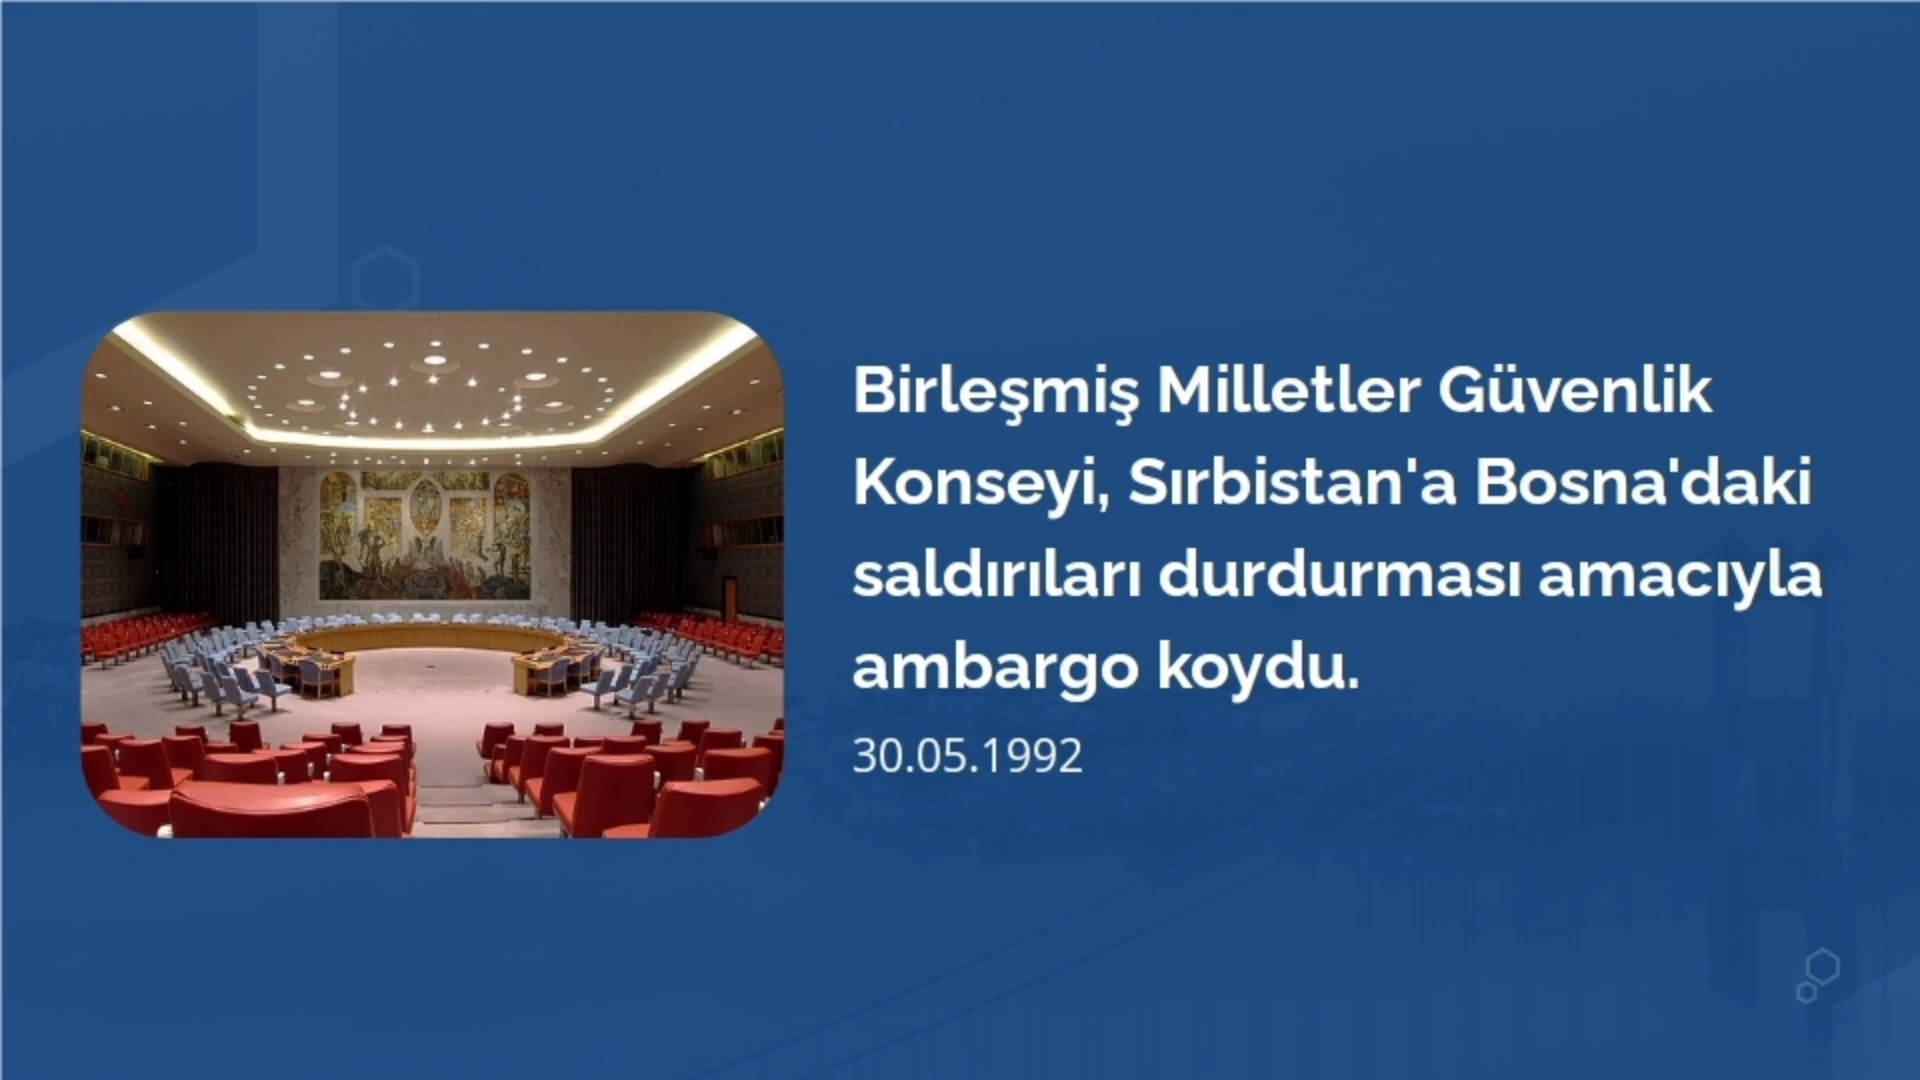 Birleşmiş Milletler Güvenlik
Konseyi, Sırbistan'a Bosna'daki
saldırıları durdurması amacıyla
ambargo koydu.
30.05.1992